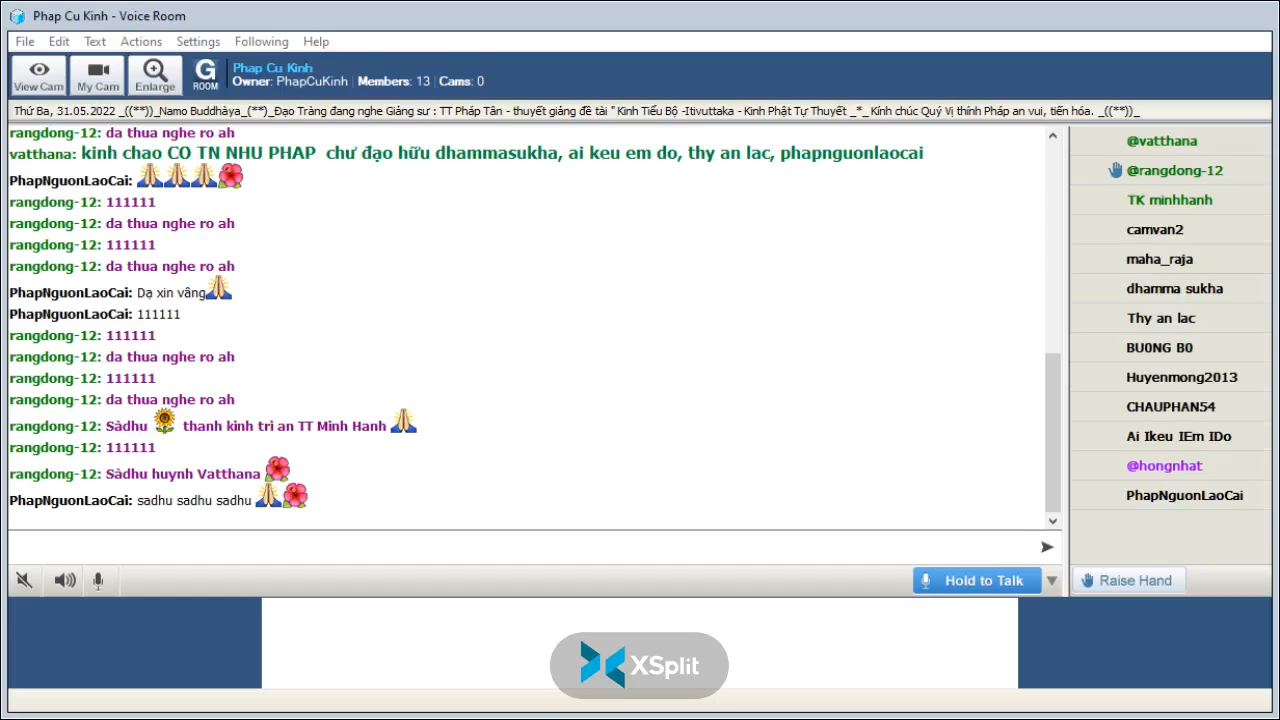 Phap Cu Kinh - Voice Room
File Edit Text Actions Settings Following Help
View Cam My Cam Enlarge G ROOM
Phap Cu Kinh
Owner: PhapCuKinh | Members: 13 | Cams: 0
Thứ Ba, 31.05.2022 _((**))_Namo Buddhàya_(**)_Đạo Tràng đang nghe Giảng sư : TT Pháp Tân - thuyết giảng đề tài " Kinh Tiểu Bộ -Itivuttaka - Kinh Phật Tự Thuyết _*_ Kính chúc Quý Vị thính Pháp an vui, tiến hóa. _((**))_
rangdong-12: da thua nghe ro ah
vatthana: kinh chao CO TN NHU PHAP chư đạo hữu dhammasukha, ai keu em do, thy an lac, phapnguonlaocai
PhapNguonLaoCai:
rangdong-12: 111111
rangdong-12: da thua nghe ro ah
rangdong-12: 111111
rangdong-12: da thua nghe ro ah
PhapNguonLaoCai: Dạ xin vâng
PhapNguonLaoCai: 111111
rangdong-12: 111111
rangdong-12: da thua nghe ro ah
rangdong-12: 111111
rangdong-12: da thua nghe ro ah
rangdong-12: Sàdhu thanh kinh tri an TT Minh Hanh
rangdong-12: 111111
rangdong-12: Sàdhu huynh Vatthana
PhapNguonLaoCai: sadhu sadhu sadhu
@vatthana
@rangdong-12
TK minhhanh
camvan2
maha_raja
dhamma sukha
Thy an lac
BU0NG B0
Huyenmong2013
CHAUPHAN54
Ai Ikeu IEm IDo
@hongnhat
PhapNguonLaoCai
Hold to Talk
Raise Hand
XSplit